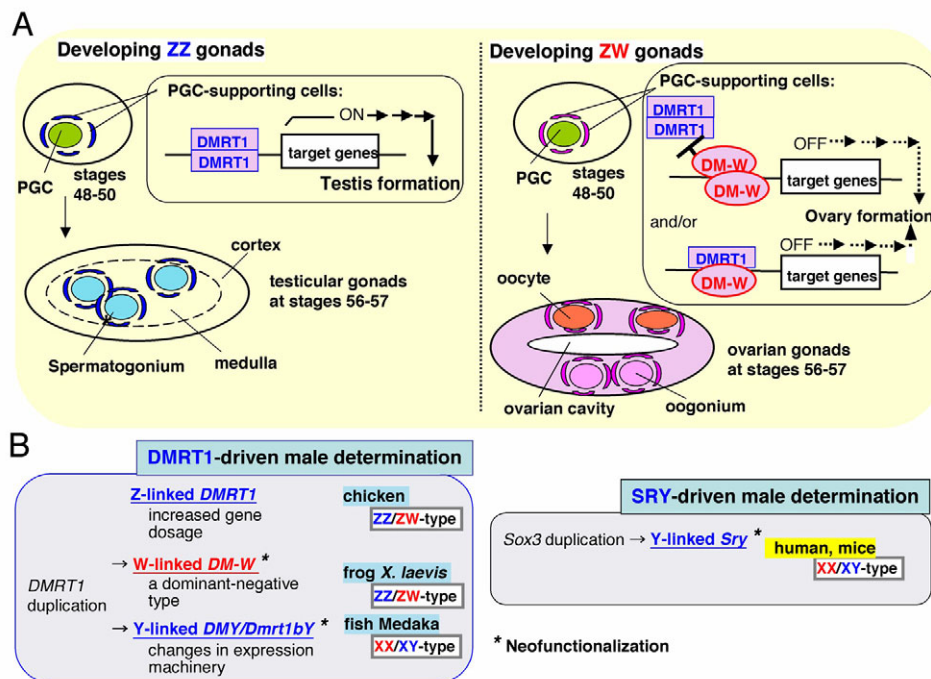 A
Developing ZZ gonads
PGC-supporting cells:
DMRT1
DMRT1
target genes
ON
Testis formation
PGC
stages
48-50
cortex
testicular gonads
at stages 56-57
Spermatogonium
medulla
Developing ZW gonads
PGC-supporting cells:
DMRT1
DMRT1
DM-W
DM-W
OFF
target genes
Ovary formation
PGC
stages
48-50
and/or
DMRT1
DM-W
OFF
target genes
oocyte
ovarian gonads
at stages 56-57
ovarian cavity
oogonium
B
DMRT1-driven male determination
Z-linked DMRT1
increased gene
dosage
chicken
ZZ/ZW-type
DMRT1
duplication
→ W-linked DM-W *
a dominant-negative
type
frog X. laevis
ZZ/ZW-type
→ Y-linked DMY/Dmrt1bY *
changes in expression
machinery
fish Medaka
XX/XY-type
SRY-driven male determination
Sox3 duplication → Y-linked Sry *
human, mice
XX/XY-type
* Neofunctionalization